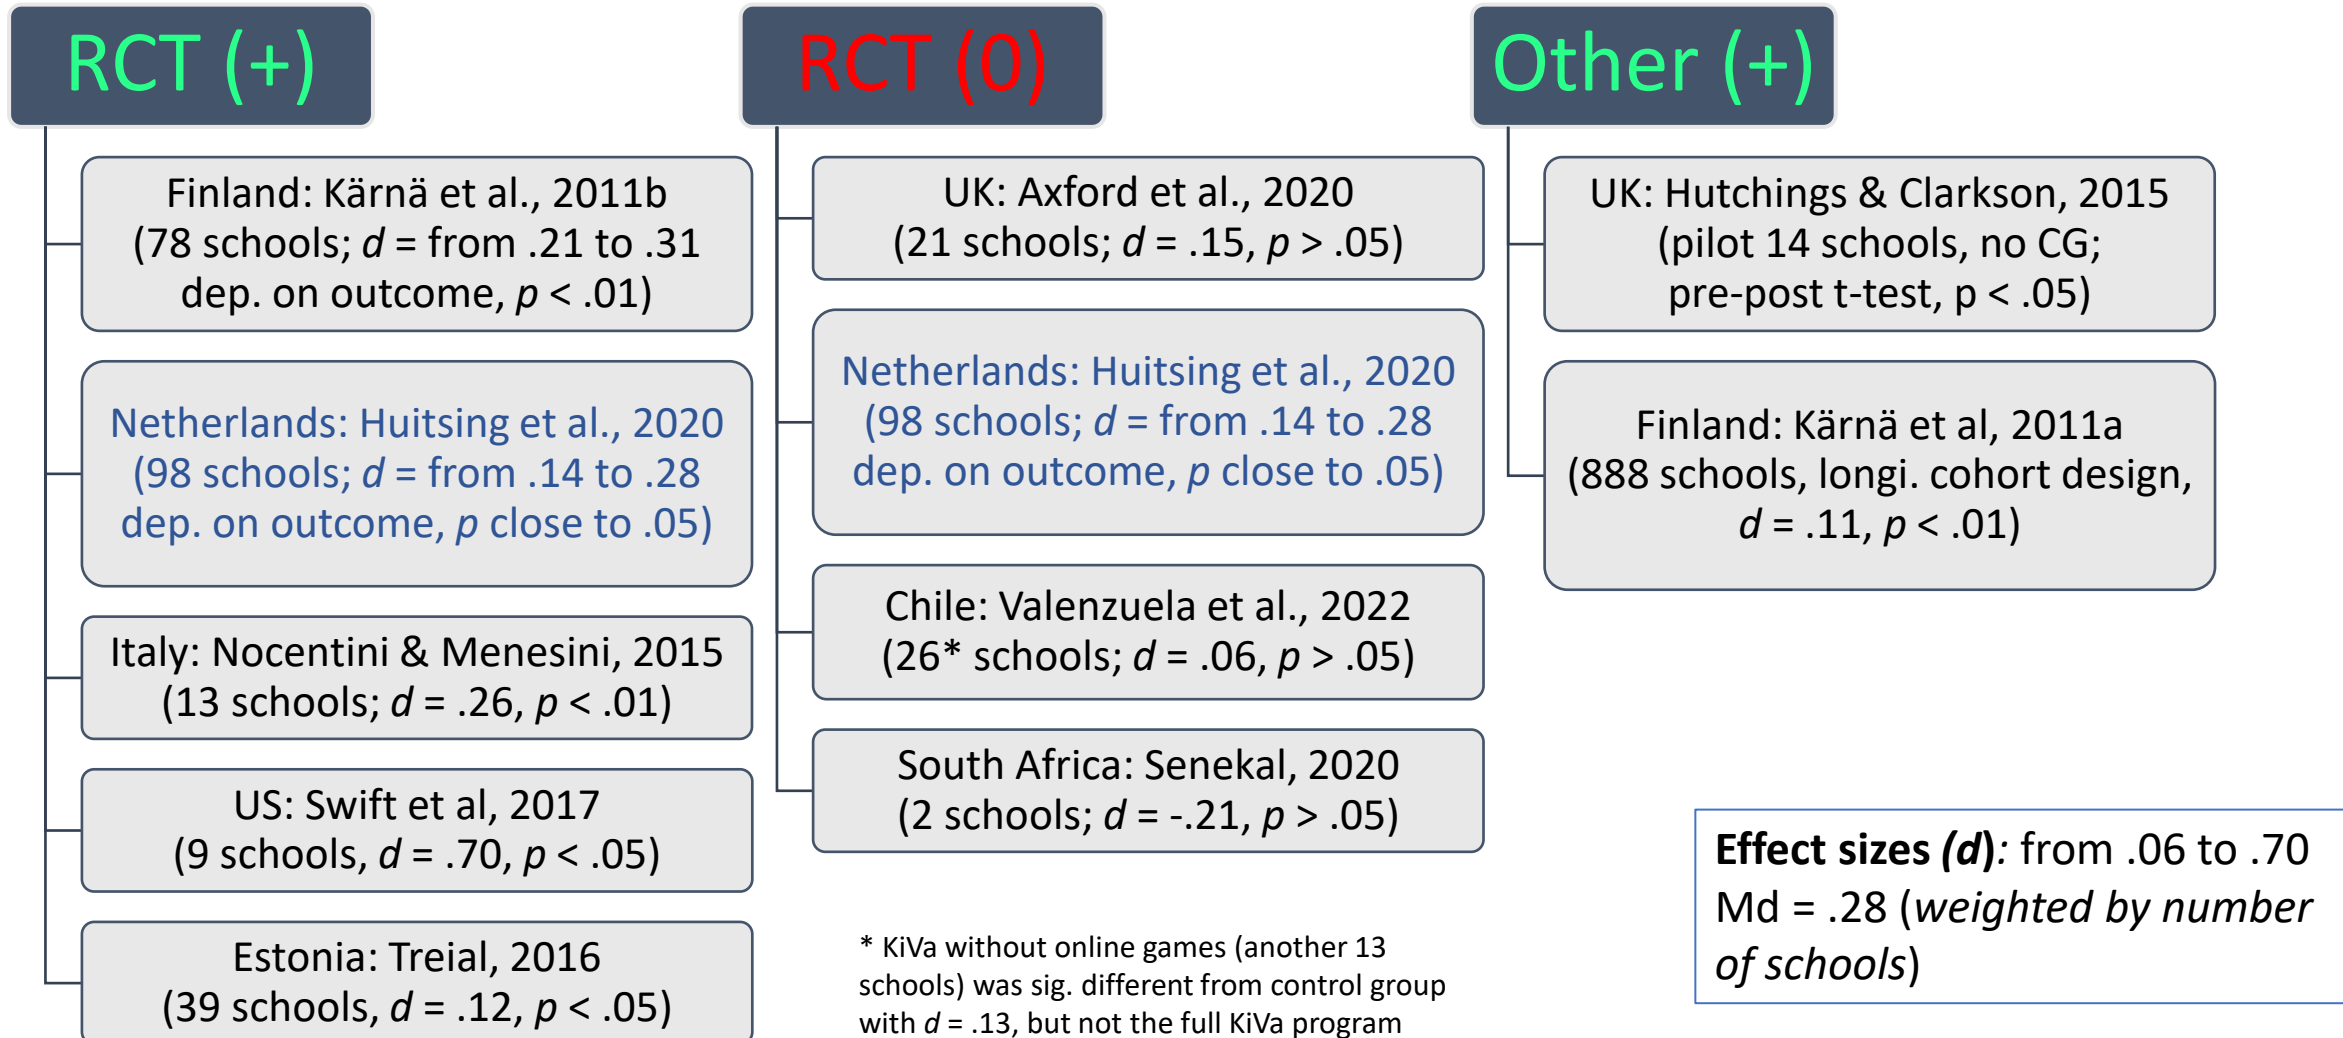 RCT (+)
Finland: Kärnä et al., 2011b
(78 schools; d = from .21 to .31
dep. on outcome, p < .01)
Netherlands: Huitsing et al., 2020
(98 schools; d = from .14 to .28
dep. on outcome, p close to .05)
Italy: Nocentini & Menesini, 2015
(13 schools; d = .26, p < .01)
US: Swift et al, 2017
(9 schools, d = .70, p < .05)
Estonia: Treial, 2016
(39 schools, d = .12, p < .05)
RCT (0)
UK: Axford et al., 2020
(21 schools; d = .15, p > .05)
Netherlands: Huitsing et al., 2020
(98 schools; d = from .14 to .28
dep. on outcome, p close to .05)
Chile: Valenzuela et al., 2022
(26* schools; d = .06, p > .05)
South Africa: Senekal, 2020
(2 schools; d = -.21, p > .05)
* KiVa without online games (another 13
schools) was sig. different from control group
with d = .13, but not the full KiVa program
Other (+)
UK: Hutchings & Clarkson, 2015
(pilot 14 schools, no CG;
pre-post t-test, p < .05)
Finland: Kärnä et al, 2011a
(888 schools, longi. cohort design,
d = .11, p < .01)
Effect sizes (d): from .06 to .70
Md = .28 (weighted by number
of schools)